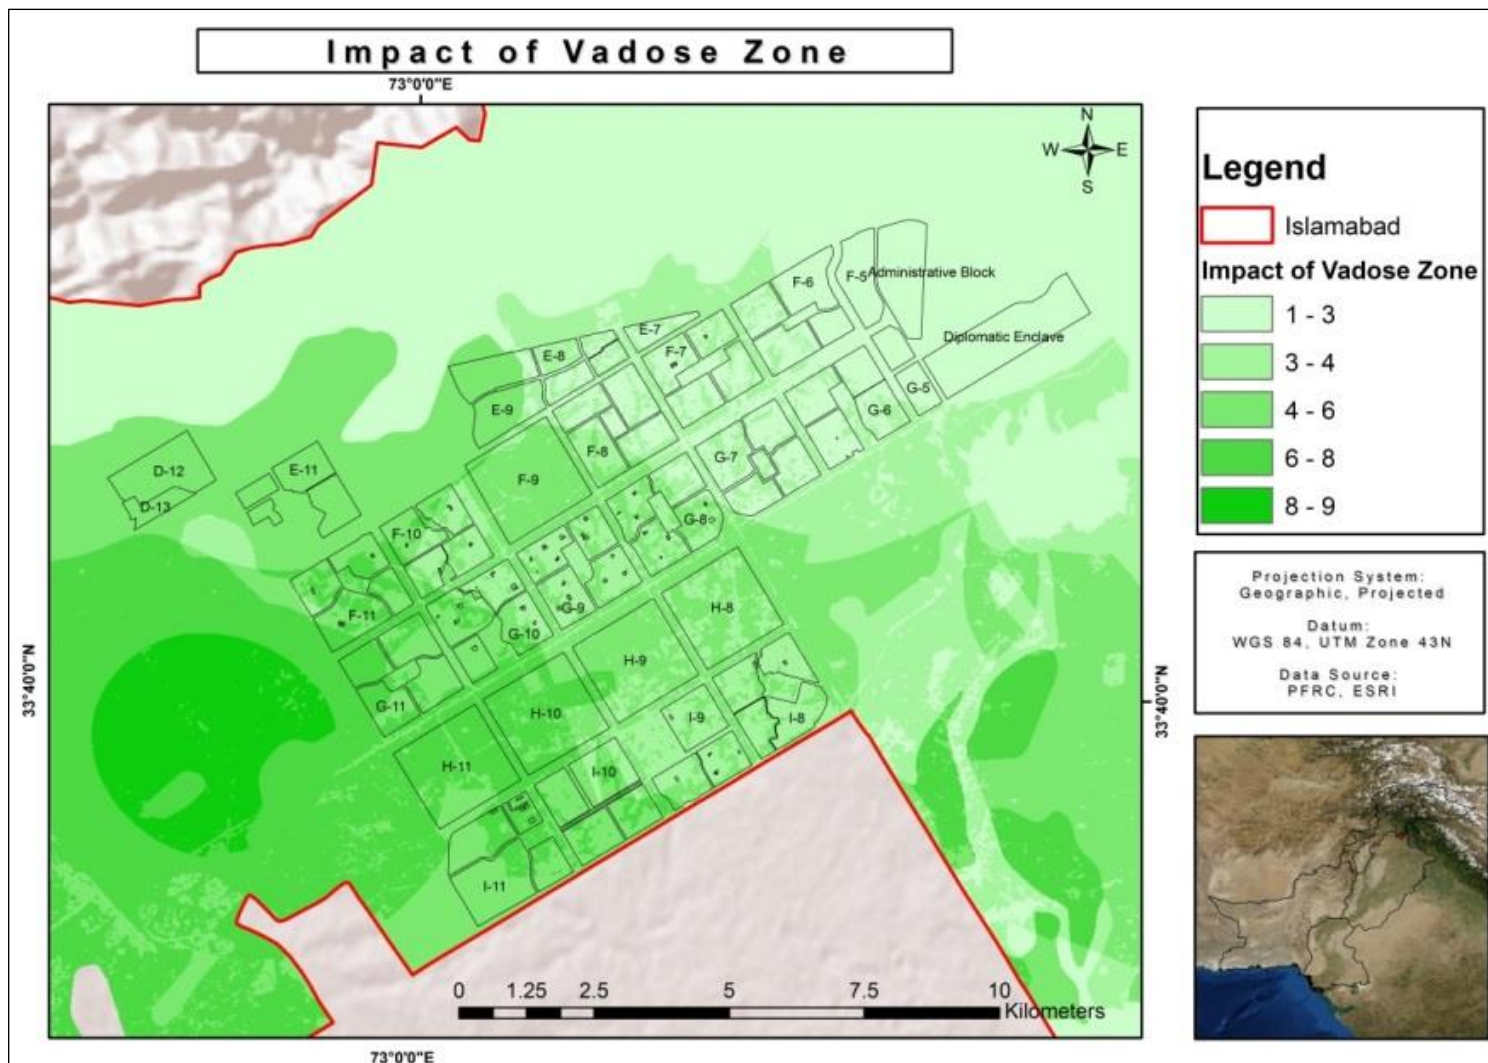 Impact of Vadose Zone
73°0'0"E
N
W E
S
F-6
F-5
Administrative Block
E-7
Diplomatic Enclave
E-8
F-7
G-5
E-9
G-6
F-8
G-7
D-12
E-11
F-9
D-13
G-8
F-10
H-8
F-11
G-9
G-10
H-9
G-11
H-10
I-9
I-8
H-11
I-10
I-11
33°40'0"N
33°40'0"N
0 1.25 2.5 5 7.5 10
Kilometers
73°0'0"E
Legend
Islamabad
Impact of Vadose Zone
1 - 3
3 - 4
4 - 6
6 - 8
8 - 9
Projection System:
Geographic, Projected
Datum:
WGS 84, UTM Zone 43N
Data Source:
PFRC, ESRI